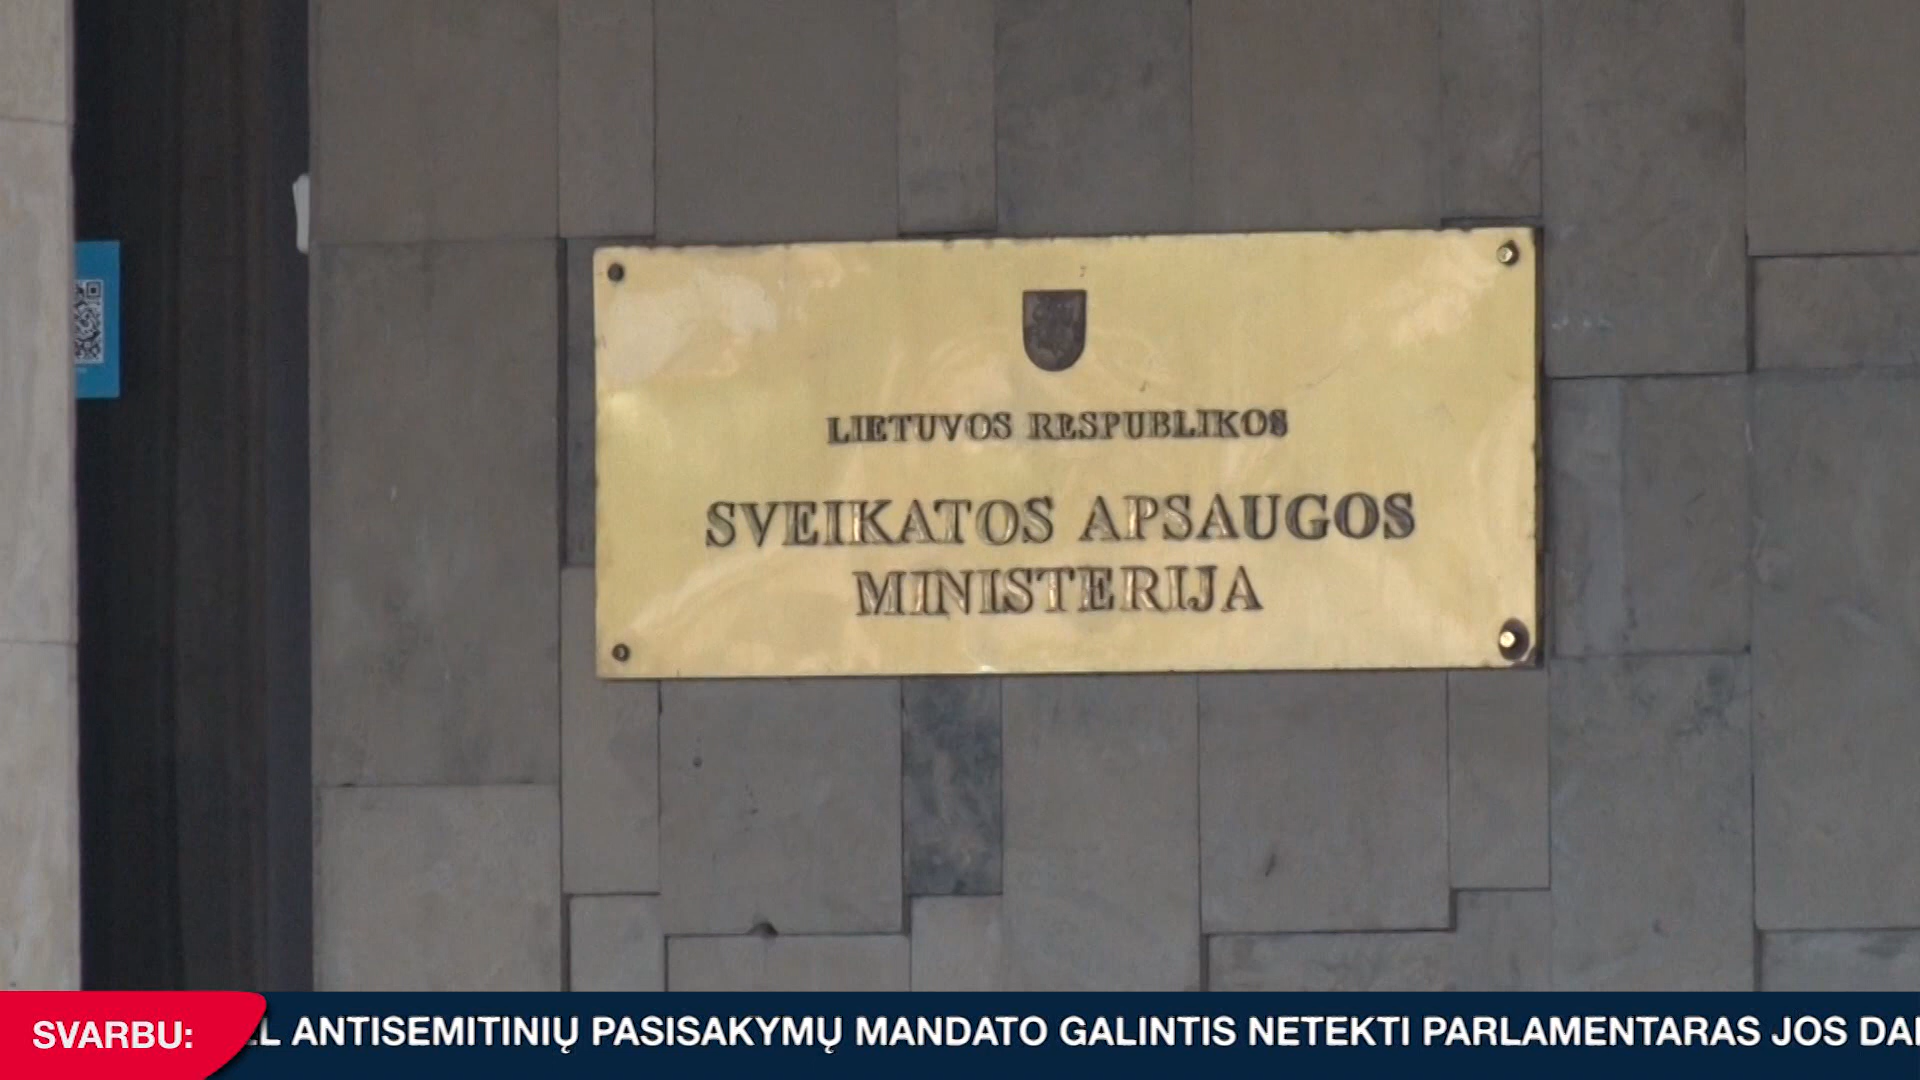 LIETUVOS RESPUBLIKOS
SVEIKATOS APSAUGOS
MINISTERIJA
SVARBU: ANTISEMITINIŲ PASISAKYMŲ MANDATO GALINTIS NETEKTI PARLAMENTARAS JOS